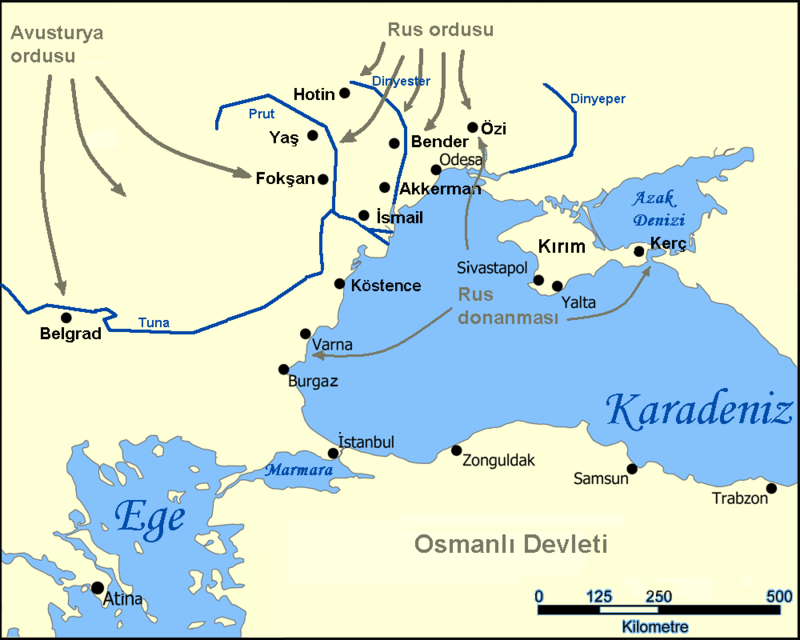 Avusturya
ordusu
Rus ordusu
Dinyester
Hotin
Dinyeper
Prut
Özi
Yaş
Bender
Odesa
Fokşan
Akkerman
Azak
Denizi
İsmail
Kırım
Kerç
Sivastapol
Köstence
Rus
donanması
Yalta
Tuna
Belgrad
Varna
Burgaz
Karadeniz
İstanbul
Marmara
Zonguldak
Samsun
Trabzon
Ege
Osmanlı Devleti
Atina
0 125 250 500
Kilometre